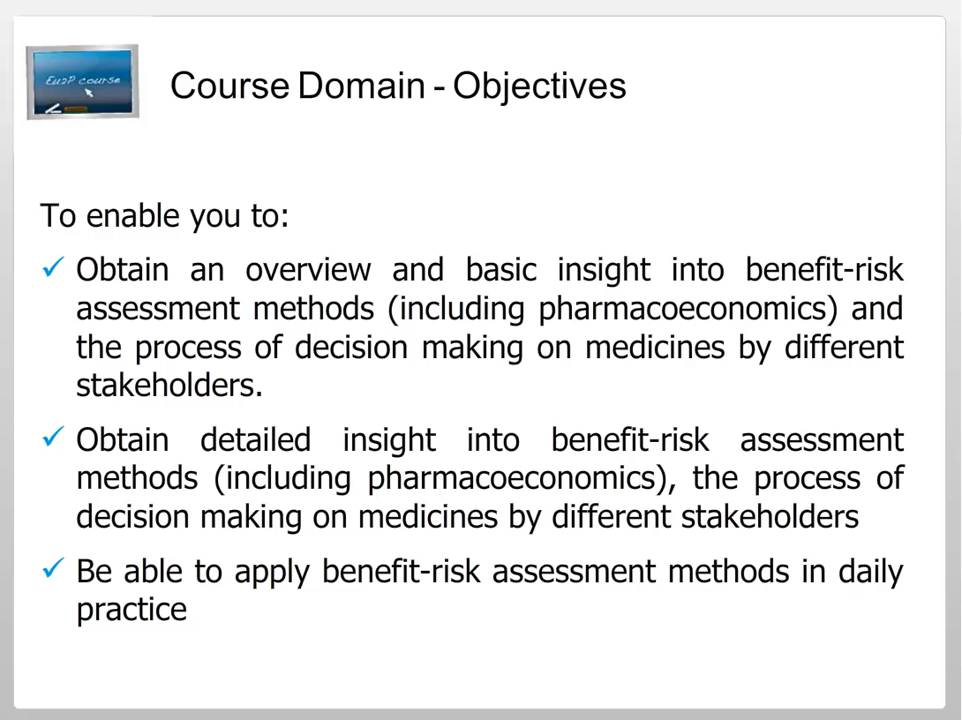 Eu2P course
Course Domain - Objectives
To enable you to:
Obtain an overview and basic insight into benefit-risk
assessment methods (including pharmacoeconomics) and
the process of decision making on medicines by different
stakeholders.
Obtain detailed insight into benefit-risk assessment
methods (including pharmacoeconomics), the process of
decision making on medicines by different stakeholders
Be able to apply benefit-risk assessment methods in daily
practice